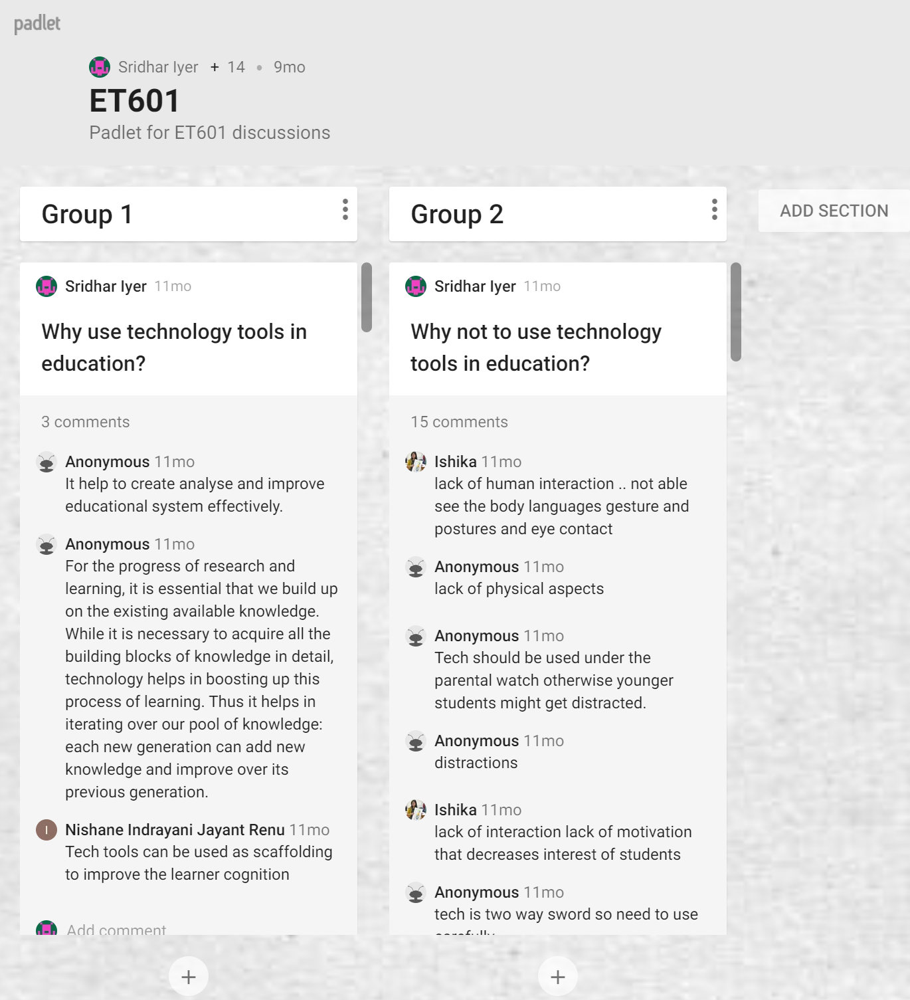 padlet
Sridhar Iyer + 14 • 9mo
ET601
Padlet for ET601 discussions
Group 1
Sridhar Iyer 11mo
Why use technology tools in
education?
3 comments
Anonymous 11mo
It help to create analyse and improve
educational system effectively.
Anonymous 11mo
For the progress of research and
learning, it is essential that we build up
on the existing available knowledge.
While it is necessary to acquire all the
building blocks of knowledge in detail,
technology helps in boosting up this
process of learning. Thus it helps in
iterating over our pool of knowledge:
each new generation can add new
knowledge and improve over its
previous generation.
I
Nishane Indrayani Jayant Renu 11mo
Tech tools can be used as scaffolding
to improve the learner cognition
Add comment
Group 2
Sridhar Iyer 11mo
Why not to use technology
tools in education?
15 comments
Ishika 11mo
lack of human interaction .. not able
see the body languages gesture and
postures and eye contact
Anonymous 11mo
lack of physical aspects
Anonymous 11mo
Tech should be used under the
parental watch otherwise younger
students might get distracted.
Anonymous 11mo
distractions
Ishika 11mo
lack of interaction lack of motivation
that decreases interest of students
Anonymous 11mo
tech is two way sword so need to use
carefully
ADD SECTION